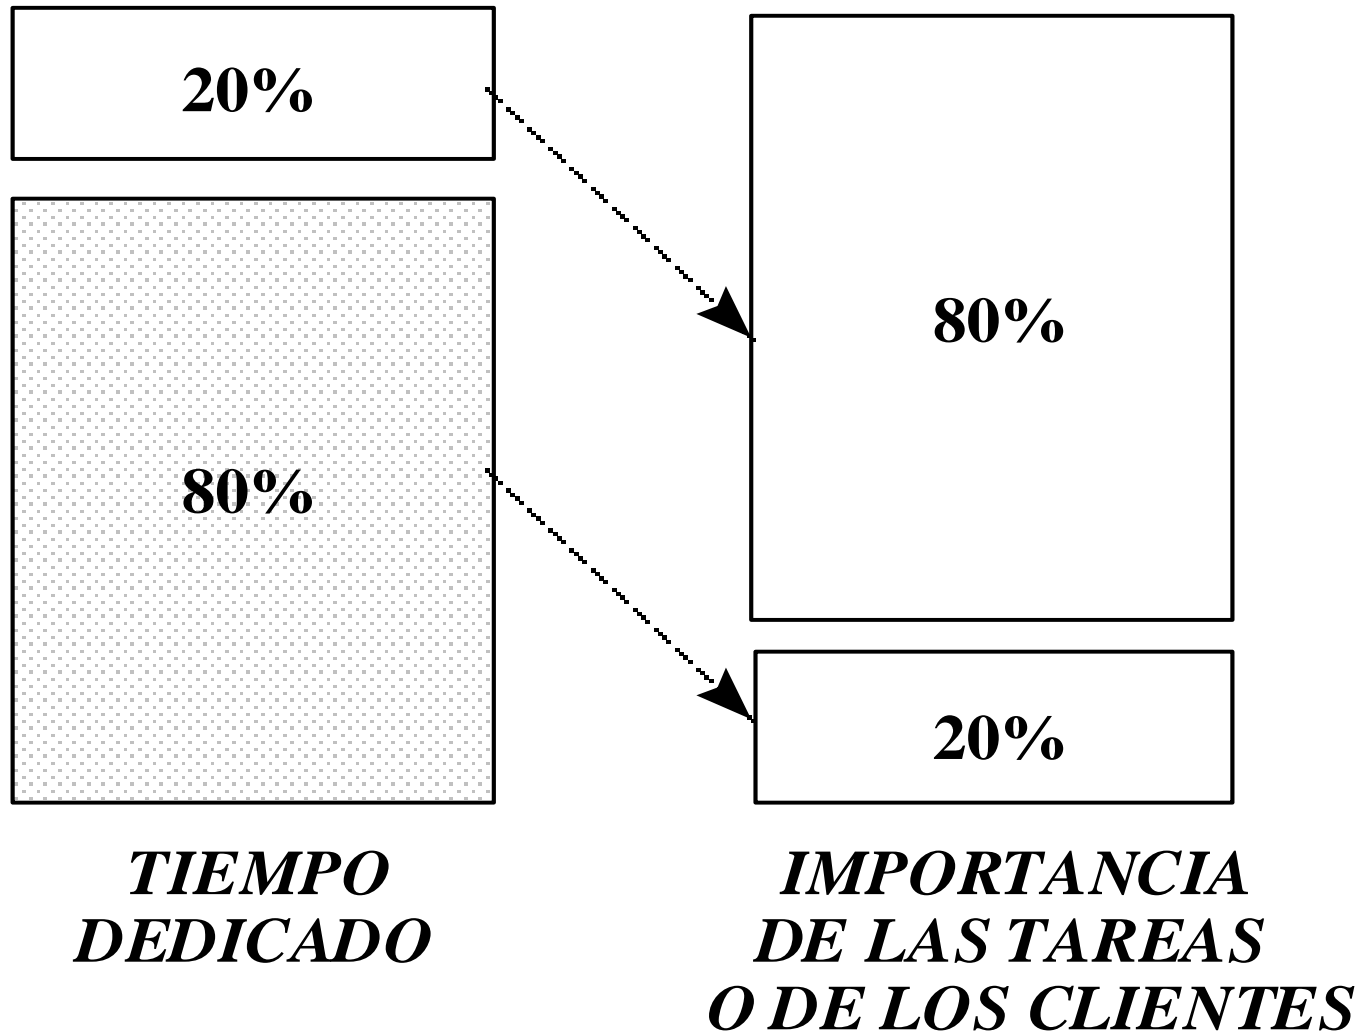 20%
80%
80%
20%
TIEMPO
DEDICADO
IMPORTANCIA
DE LAS TAREAS
O DE LOS CLIENTES